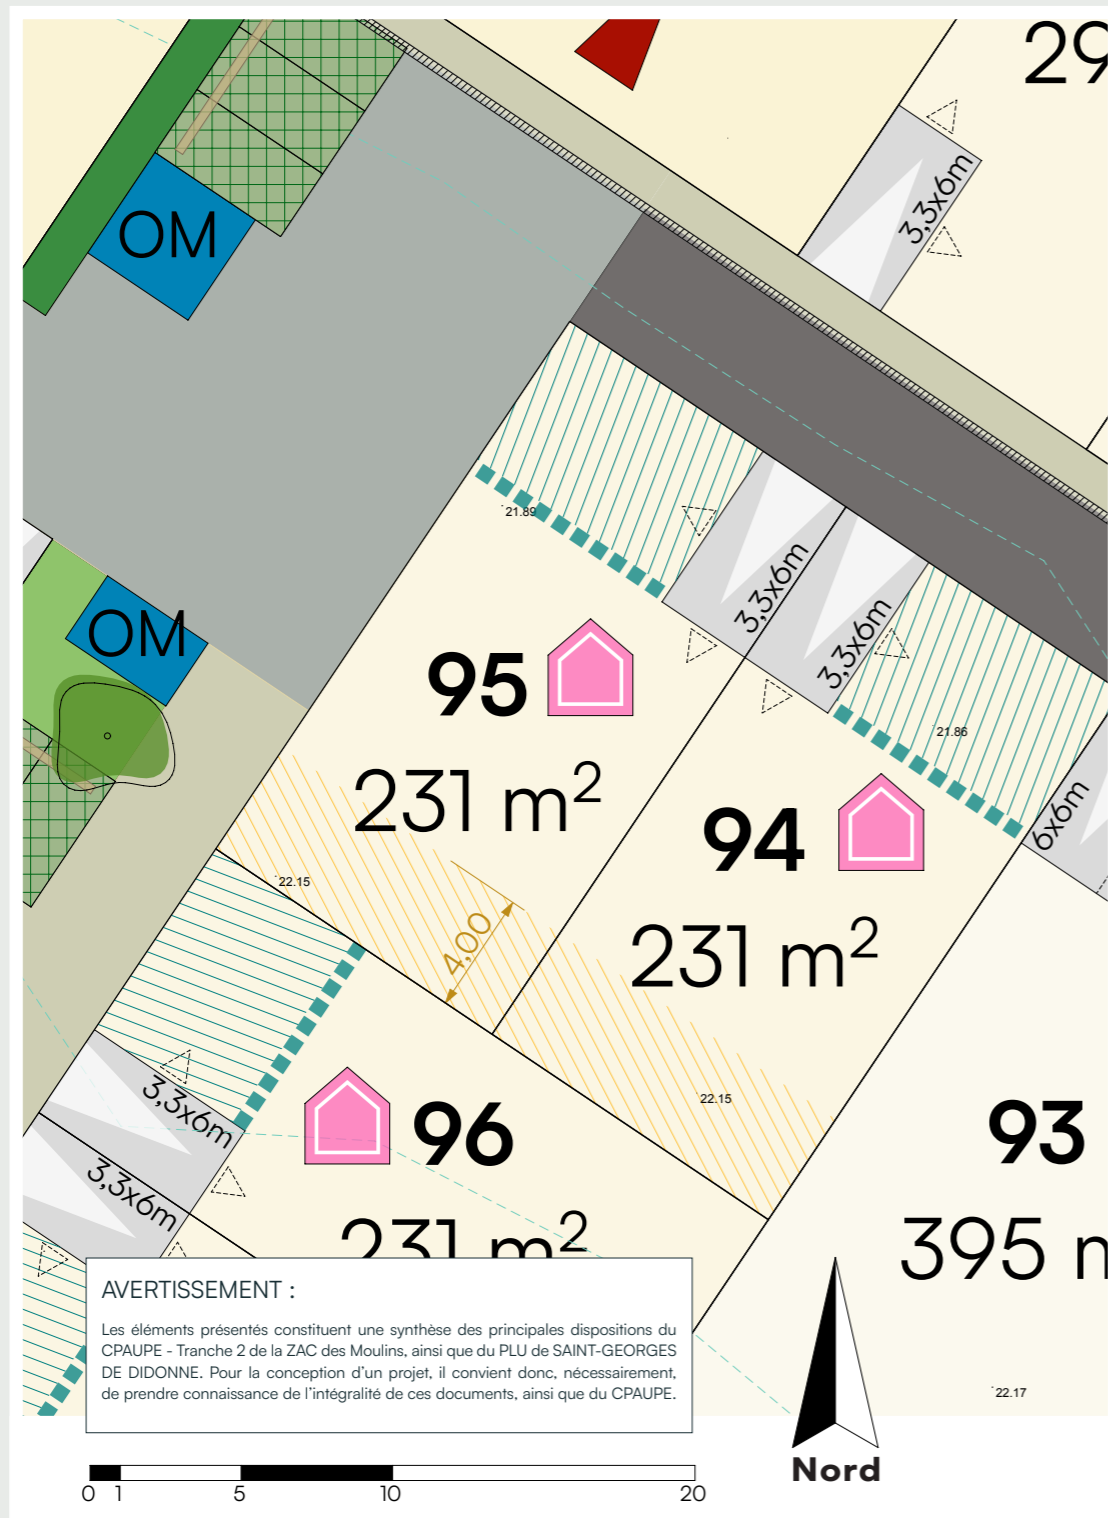 29
3,3x6m
OM
21.89
3,3x6m
OM
3,3x6m
95
21.86
231 m²
6x6m
94
22.15
231 m²
4,00
22.15
3,3x6m
96
93
3,3x6m
231 m²
395 m
AVERTISSEMENT :
Les éléments présentés constituent une synthèse des principales dispositions du
CPAUPE - Tranche 2 de la ZAC des Moulins, ainsi que du PLU de SAINT-GEORGES
DE DIDONNE. Pour la conception d'un projet, il convient donc, nécessairement,
de prendre connaissance de l'intégralité de ces documents, ainsi que du CPAUPE.
22.17
Nord
0 1 5 10 20